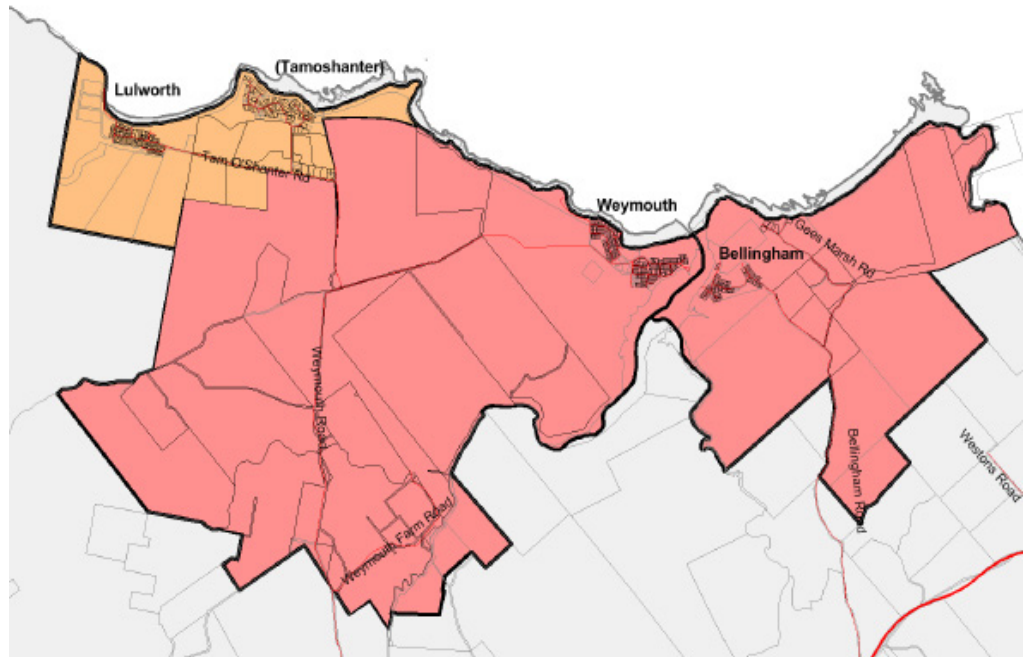 (Tamoshanter)
Lulworth
Tam O'Shanter Rd
Weymouth
Gees Marsh Rd
Bellingham
Weymouth Road
Bellingham Road
Westons Road
Weymouth Farm Road